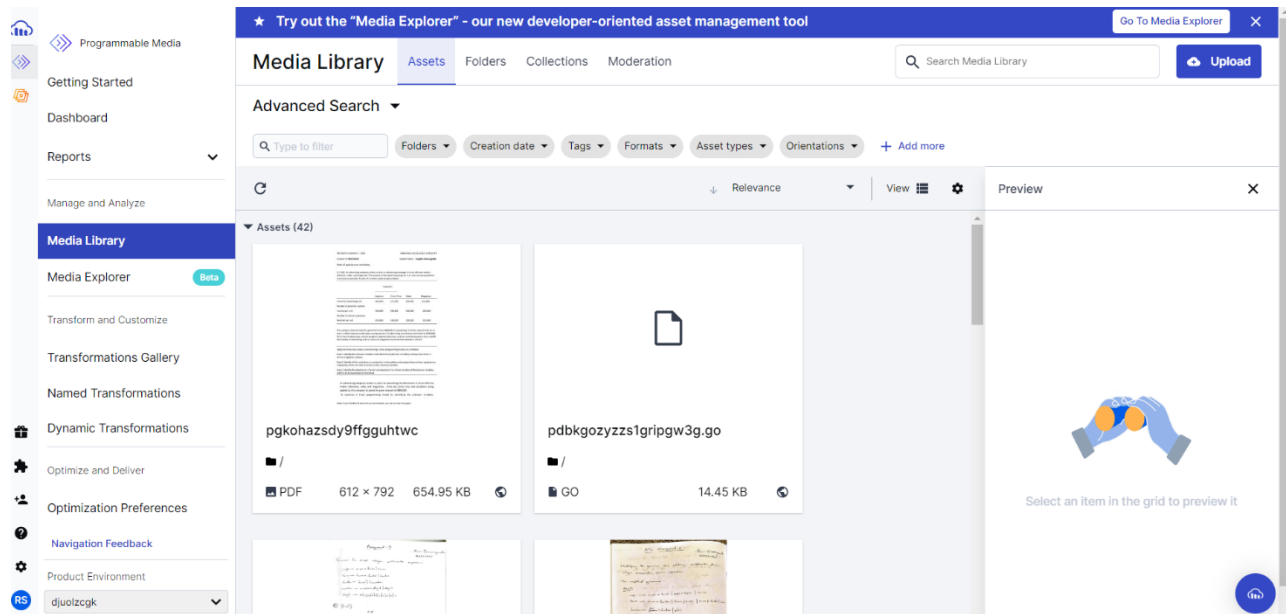 ★ Try out the “Media Explorer” - our new developer-oriented asset management tool
Go To Media Explorer
Programmable Media
Getting Started
Dashboard
Reports
Manage and Analyze
Media Library
Media Explorer Beta
Transform and Customize
Transformations Gallery
Named Transformations
Dynamic Transformations
Optimize and Deliver
Optimization Preferences
Navigation Feedback
Product Environment
RS djuolzcgk
Media Library Assets Folders Collections Moderation
Search Media Library
Upload
Advanced Search
Type to filter Folders Creation date Tags Formats Asset types Orientations + Add more
Relevance View
Assets (42)
pgkohazsdy9ffgguhtwc
/
PDF 612 × 792 654.95 KB
pdbkgozyzzs1gripgw3g.go
/
GO 14.45 KB
Preview
Select an item in the grid to preview it